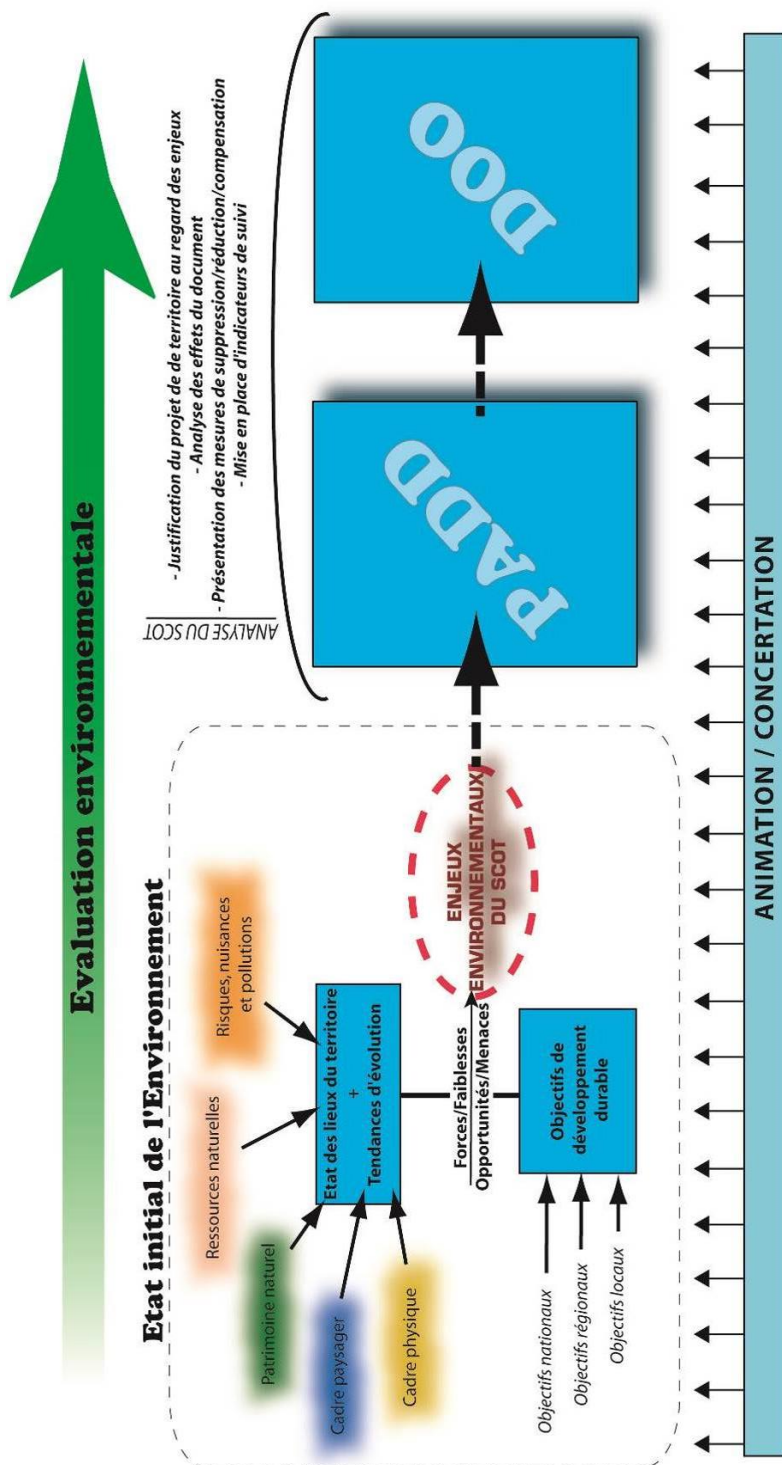 Evaluation environnementale
Etat initial de l'Environnement
Risques, nuisances
et pollutions
Ressources naturelles
Patrimoine naturel
Cadre paysager
Cadre physique
Etat des lieux du territoire
+
Tendances d'évolution
Forces/Faiblesses
Opportunités/Menaces
Objectifs de
développement
durable
Objectifs nationaux
Objectifs régionaux
Objectifs locaux
ENJEUX
ENVIRONNEMENTAUX
DU SCOT
ANALYSE DU SCOT
- Justification du projet de de territoire au regard des enjeux
- Analyse des effets du document
- Présentation des mesures de suppression/réduction/compensation
- Mise en place d'indicateurs de suivi
PADD
DOO
ANIMATION / CONCERTATION